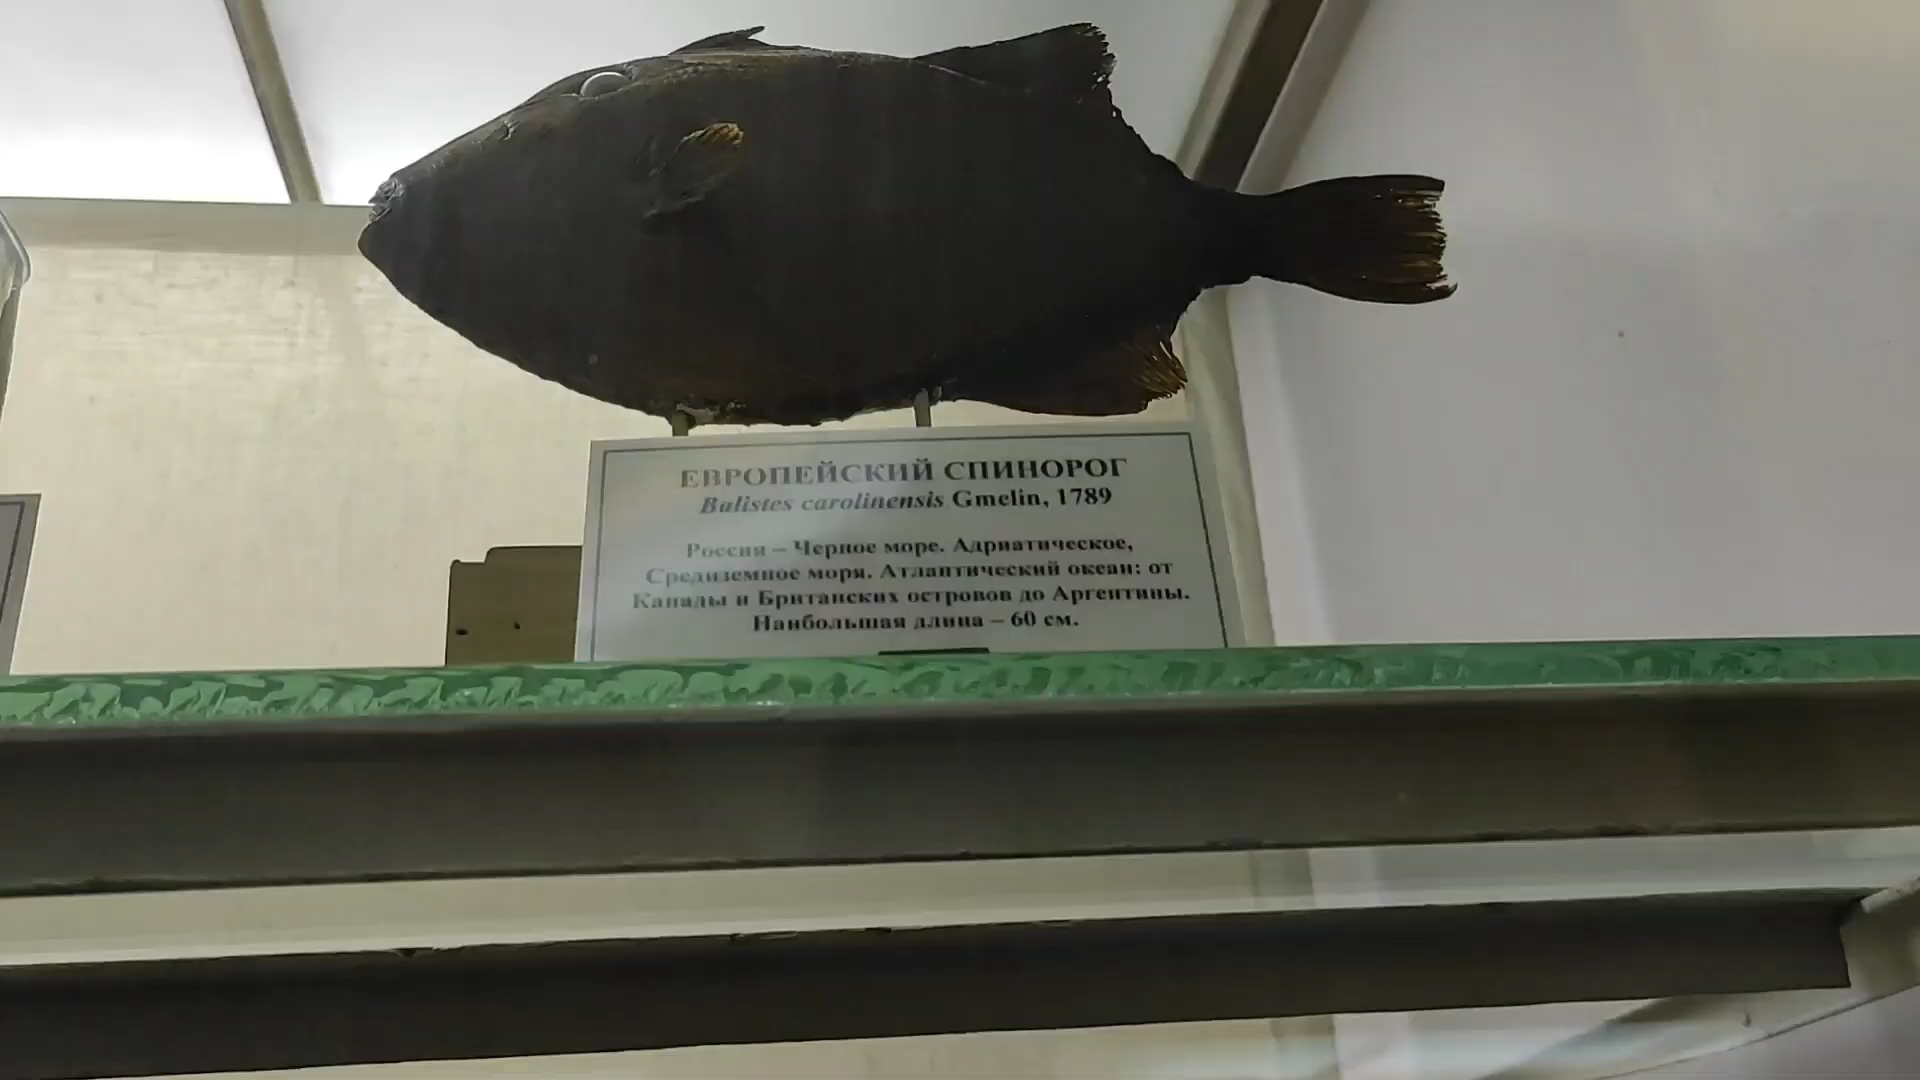 ЕВРОПЕЙСКИЙ СПИНОРОГ
Balistes carolinensis Gmelin, 1789
Россия – Черное море. Адриатическое,
Средиземное моря. Атлантический океан: от
Канады и Британских островов до Аргентины.
Наибольшая длина – 60 см.